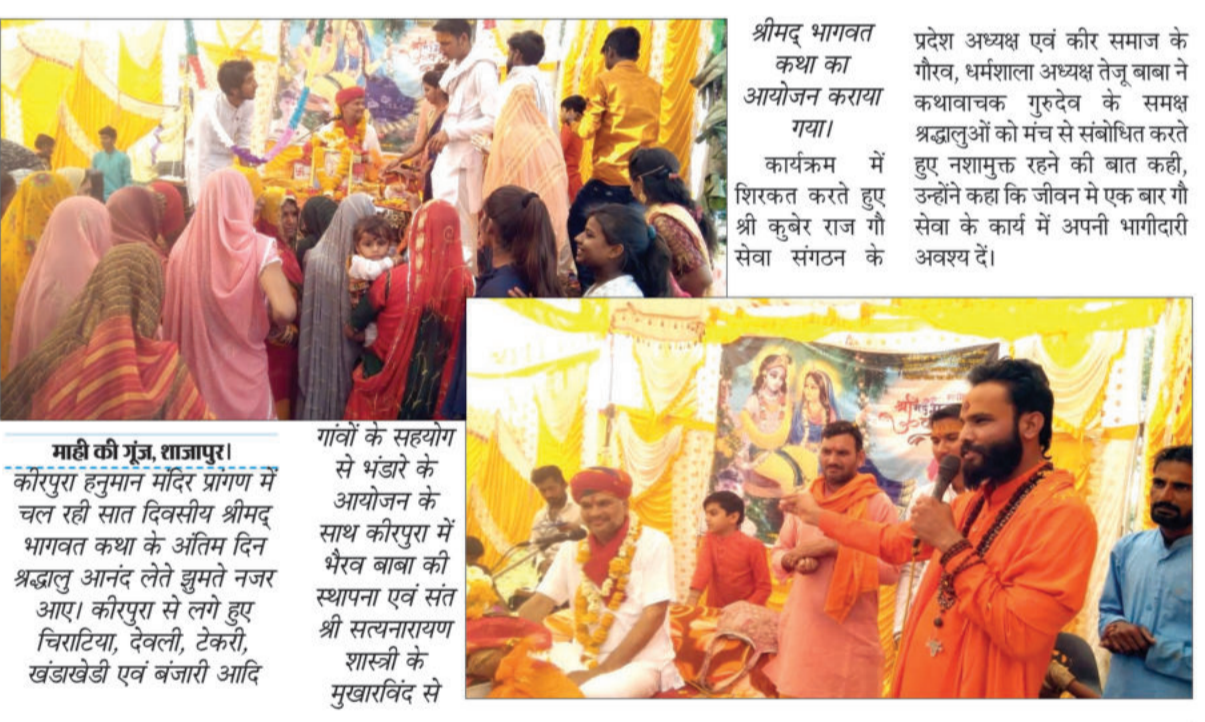 माही की गूंज, शाजापुर।
कीरपुरा हनुमान मंदिर प्रांगण में
चल रही सात दिवसीय श्रीमद्
भागवत कथा के अंतिम दिन
श्रद्धालु आनंद लेते झुमते नजर
आए। कीरपुरा से लगे हुए
चिराटिया, देवली, टेकरी,
खंडाखेडी एवं बंजारी आदि
गांवों के सहयोग
से भंडारे के
आयोजन के
साथ कीरपुरा में
भैरव बाबा की
स्थापना एवं संत
श्री सत्यनारायण
शास्त्री के
मुखारविंद से
श्रीमद् भागवत
कथा का
आयोजन कराया
गया।
कार्यक्रम में
शिरकत करते हुए
श्री कुबेर राज गौ
सेवा संगठन के
प्रदेश अध्यक्ष एवं कीर समाज के
गौरव, धर्मशाला अध्यक्ष तेजू बाबा ने
कथावाचक गुरुदेव के समक्ष
श्रद्धालुओं को मंच से संबोधित करते
हुए नशामुक्त रहने की बात कही,
उन्होंने कहा कि जीवन मे एक बार गौ
सेवा के कार्य में अपनी भागीदारी
अवश्य दें।